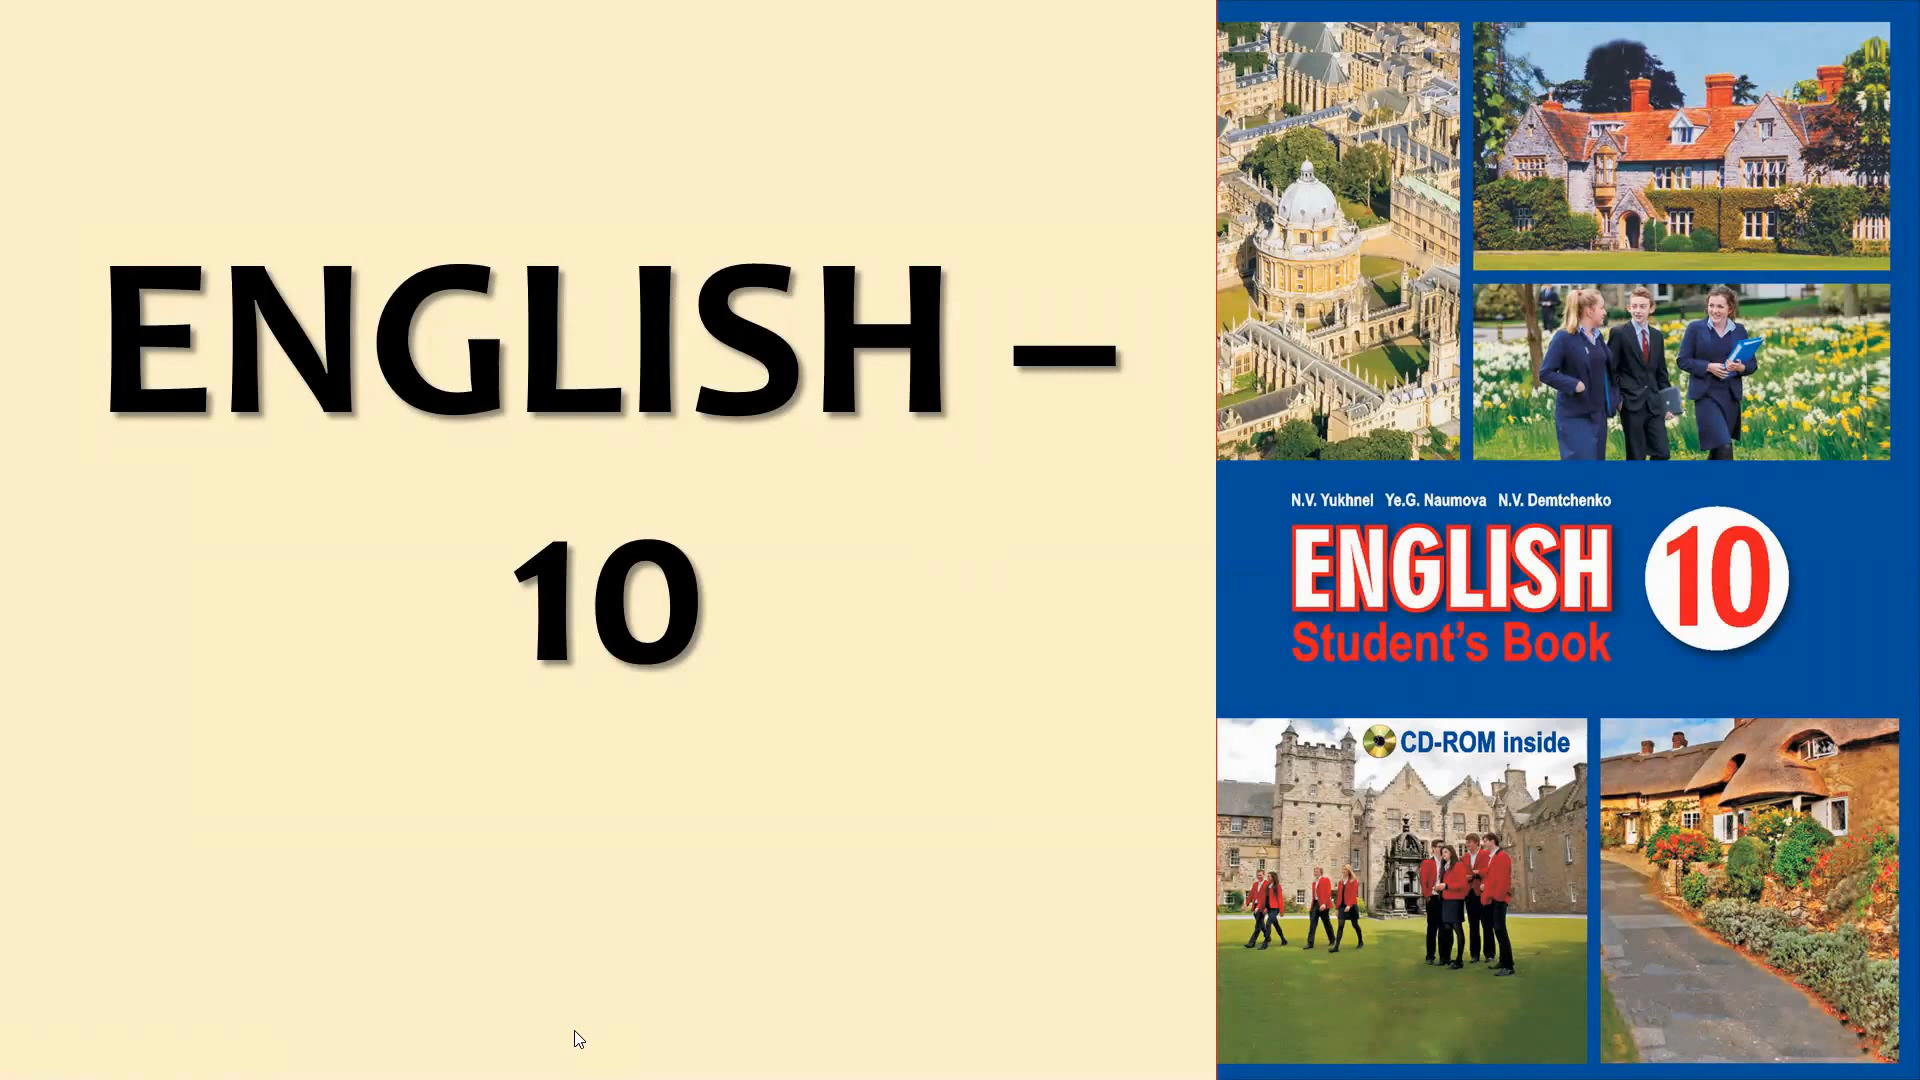 ENGLISH –
10
N.V. Yukhnel Ye.G. Naumova N.V. Demtchenko
ENGLISH 10
Student's Book
CD-ROM inside